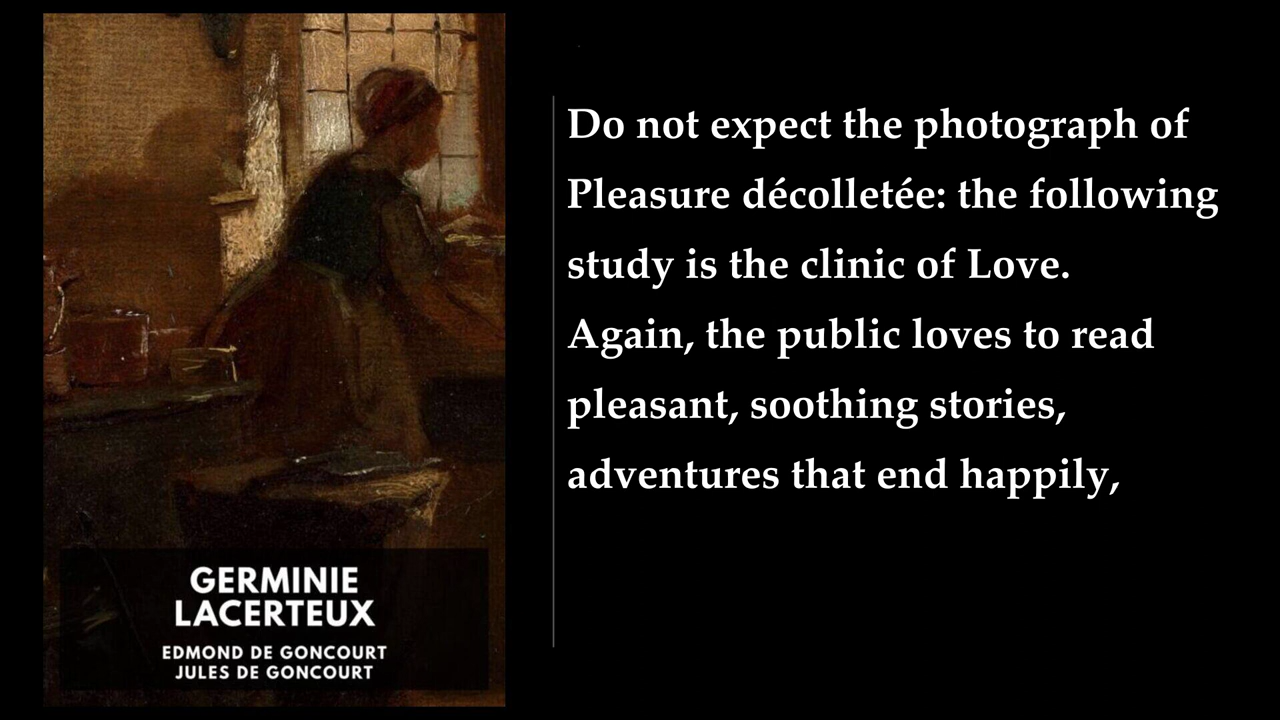 Do not expect the photograph of
Pleasure décolletée: the following
study is the clinic of Love.
Again, the public loves to read
pleasant, soothing stories,
adventures that end happily,
GERMINIE
LACERTEUX
EDMOND DE GONCOURT
JULES DE GONCOURT